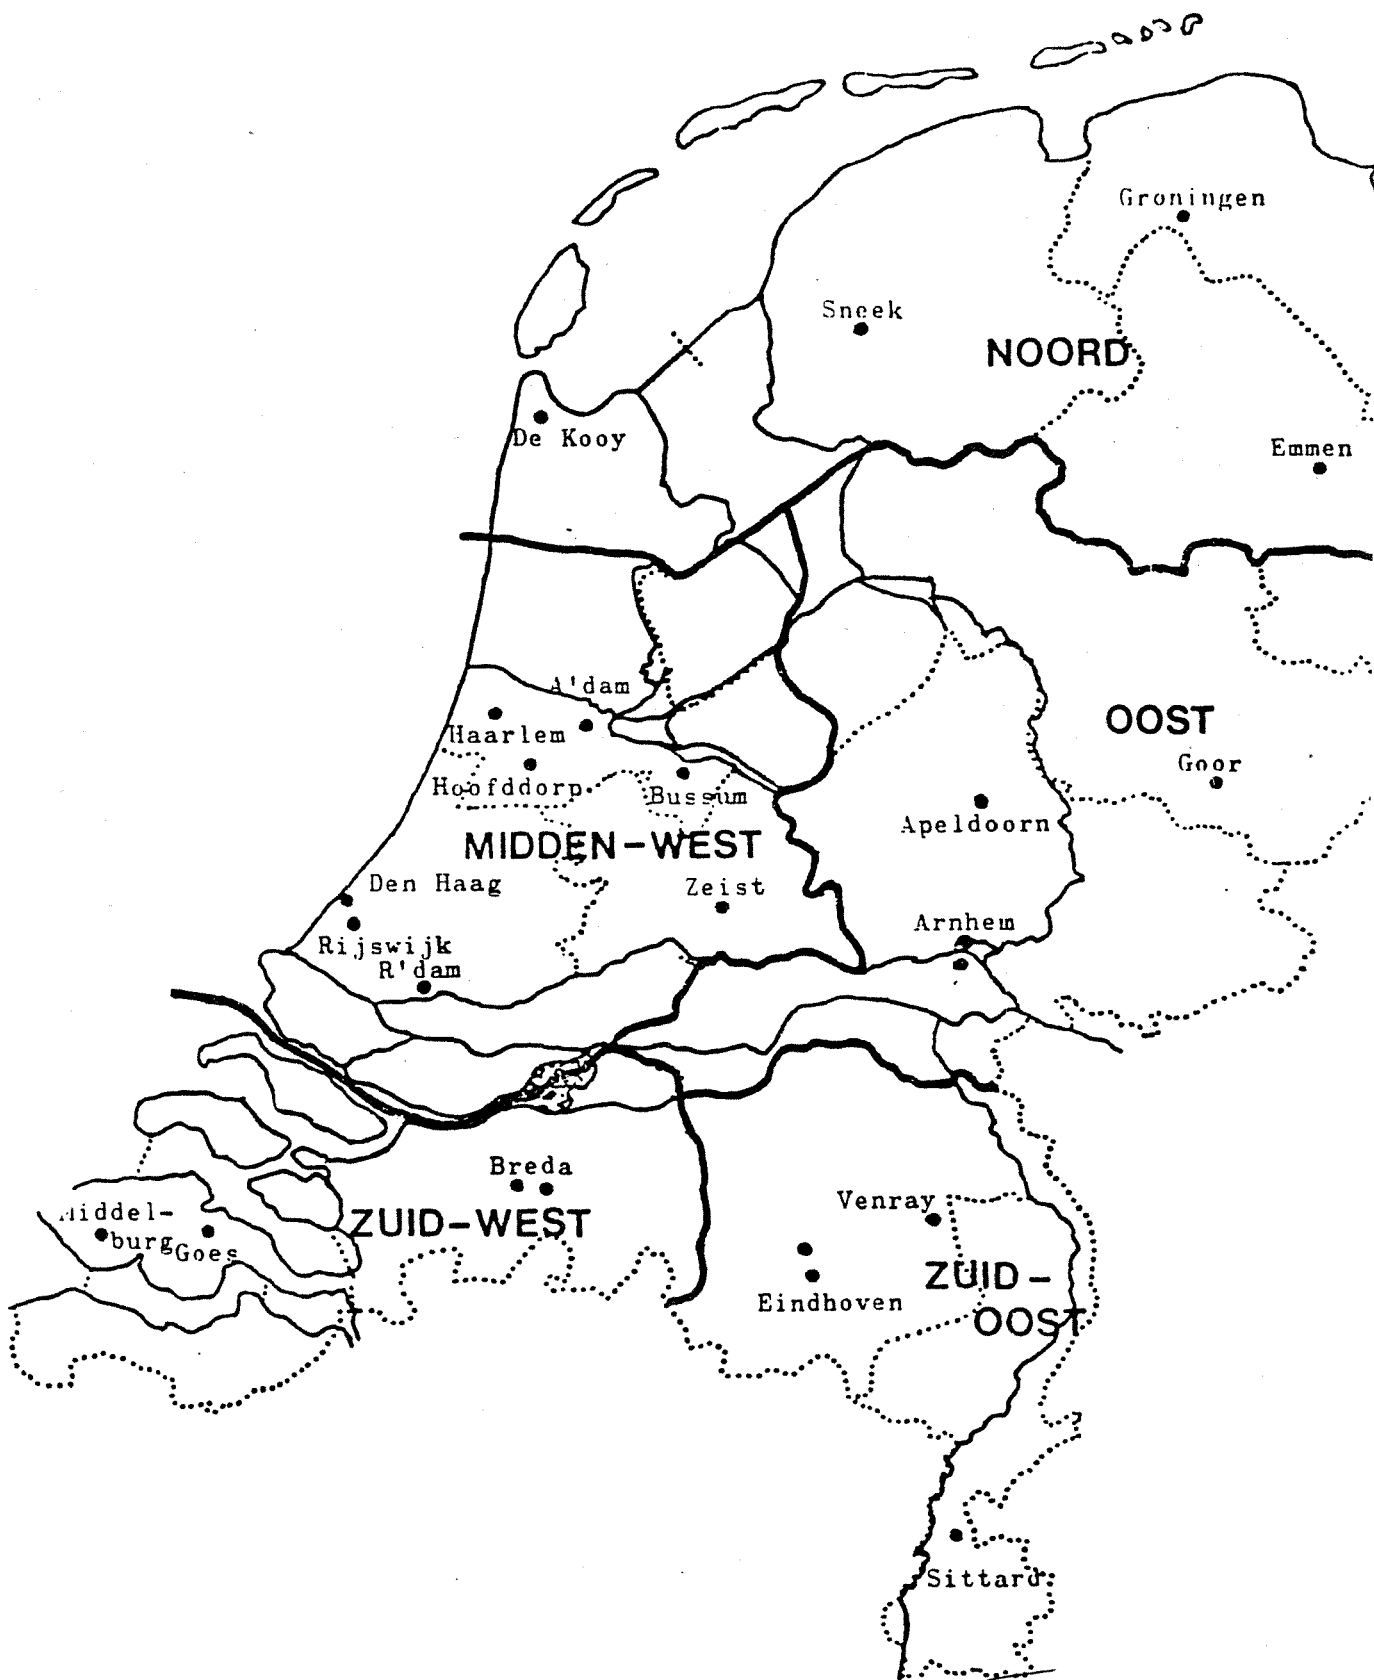 Groningen
Sneek
NOORD
De Kooy
Emmen
A'dam
OOST
Haarlem
Goor
Hoofddorp
Bussum
Apeldoorn
MIDDEN-WEST
Den Haag
Zeist
Arnhem
Rijswijk
R'dam
Breda
Venray
Middel-
burg
Goes
ZUID-WEST
ZUID-
OOST
Eindhoven
Sittard